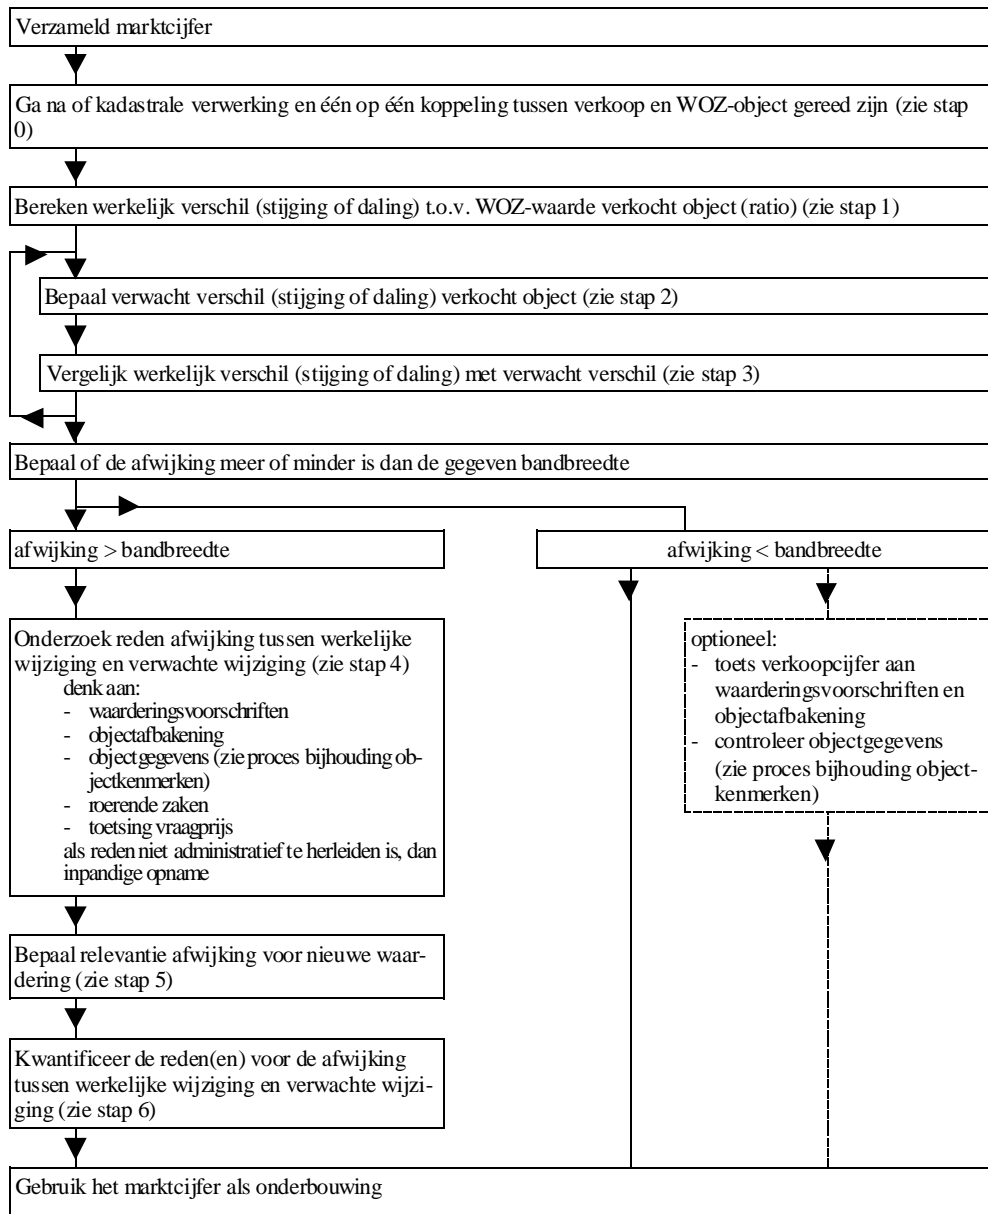 Verzameld marktcijfer
Ga na of kadastrale verwerking en één op één koppeling tussen verkoop en WOZ-object gereed zijn (zie stap
0)
Bereken werkelijk verschil (stijging of daling) t.o.v. WOZ-waarde verkocht object (ratio) (zie stap 1)
Bepaal verwacht verschil (stijging of daling) verkocht object (zie stap 2)
Vergelijk werkelijk verschil (stijging of daling) met verwacht verschil (zie stap 3)
Bepaal of de afwijking meer of minder is dan de gegeven bandbreedte
afwijking > bandbreedte
Onderzoek reden afwijking tussen werkelijke
wijziging en verwachte wijziging (zie stap 4)
denk aan:
- waarderingsvoorschriften
- objectafbakening
- objectgegevens (zie proces bijhouding ob-
jectkenmerken)
- roerende zaken
- toetsing vraagprijs
als reden niet administratief te herleiden is, dan
inpandige opname
Bepaal relevantie afwijking voor nieuwe waar-
dering (zie stap 5)
Kwantificeer de reden(en) voor de afwijking
tussen werkelijke wijziging en verwachte wijzi-
ging (zie stap 6)
afwijking < bandbreedte
optioneel:
- toets verkoopcijfer aan
waarderingsvoorschriften en
objectafbakening
- controleer objectgegevens
(zie proces bijhouding object-
kenmerken)
Gebruik het marktcijfer als onderbouwing